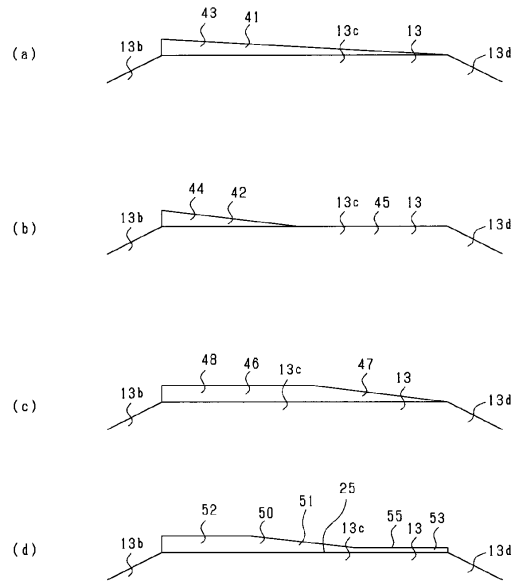 (a) 13b 43 41 13c 13 13d
(b) 13b 44 42 13c 45 13 13d
(c) 13b 48 46 13c 47 13 13d
(d) 13b 52 50 51 25 13c 55 13 53 13d